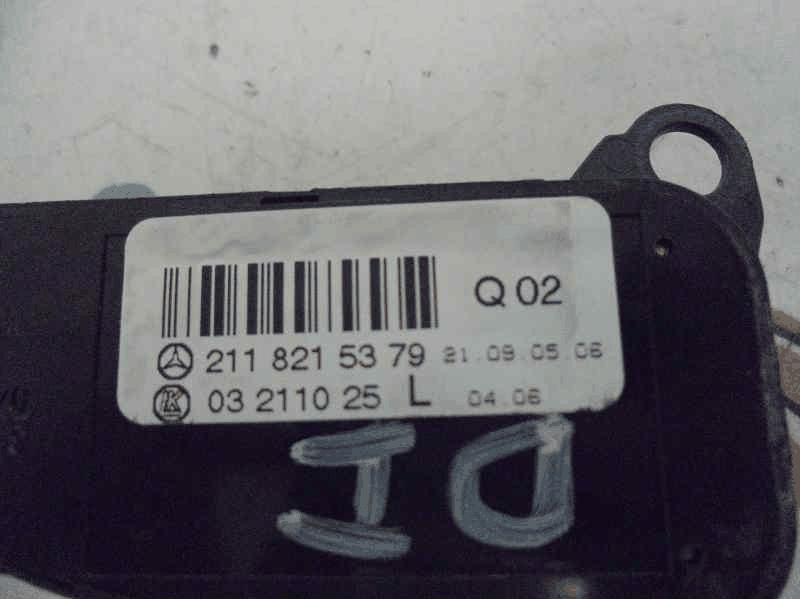 Q 02
211 821 53 79 21.09.05.06
K 03 2110 25 L 04.06
DI